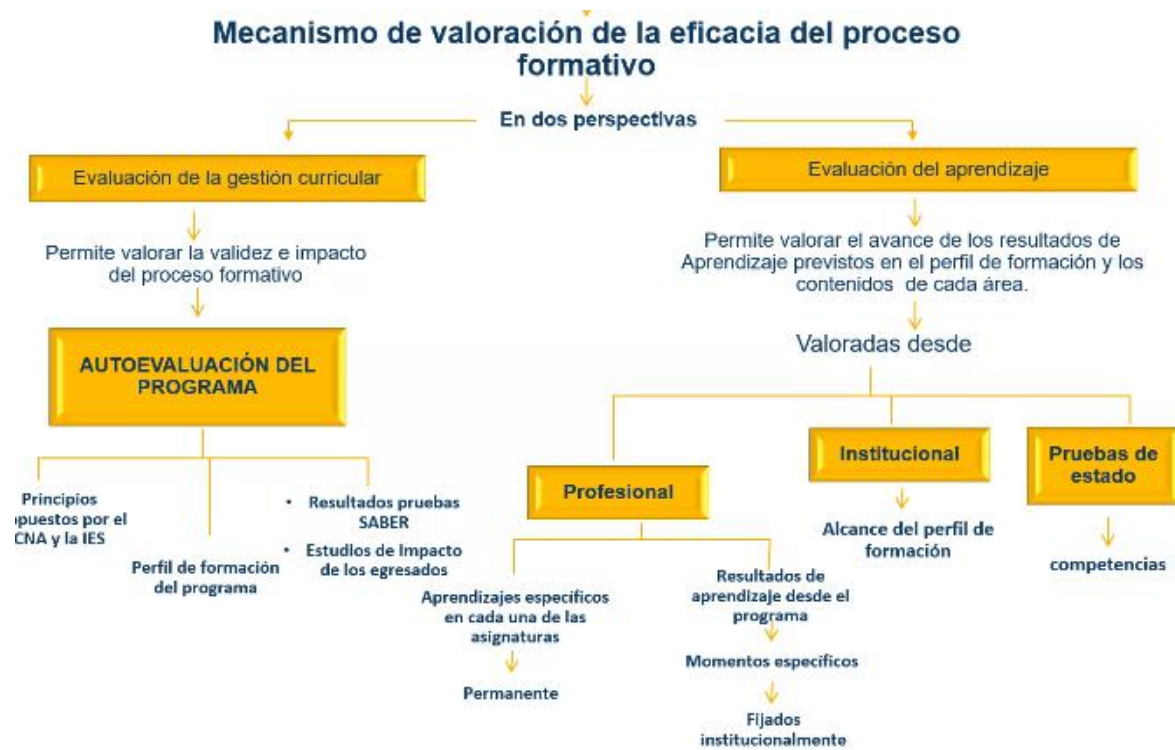 Mecanismo de valoración de la eficacia del proceso
formativo
En dos perspectivas
Evaluación de la gestión curricular
Permite valorar la validez e impacto
del proceso formativo
AUTOEVALUACIÓN DEL
PROGRAMA
Principios
opuestos por el
CNA y la IES
Perfil de formación
del programa
• Resultados pruebas
SABER
• Estudios de Impacto
de los egresados
Evaluación del aprendizaje
Permite valorar el avance de los resultados de
Aprendizaje previstos en el perfil de formación y los
contenidos de cada área.
Valoradas desde
Profesional
Aprendizajes específicos
en cada una de las
asignaturas
Permanente
Resultados de
aprendizaje desde el
programa
Momentos específicos
Fijados
institucionalmente
Institucional
Alcance del perfil de
formación
Pruebas de
estado
competencias